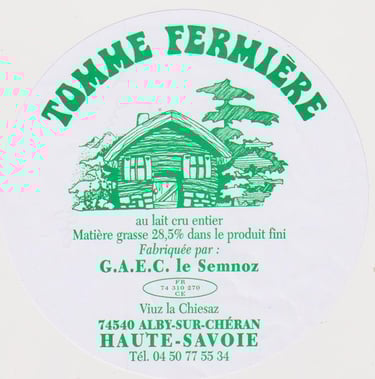 TOMME FERMIÈRE
au lait cru entier
Matière grasse 28,5% dans le produit fini
Fabriquée par :
G.A.E.C. le Semnoz
FR
74 310 270
CE
Viuz la Chiesaz
74540 ALBY-SUR-CHÉRAN
HAUTE-SAVOIE
Tél. 04 50 77 55 34